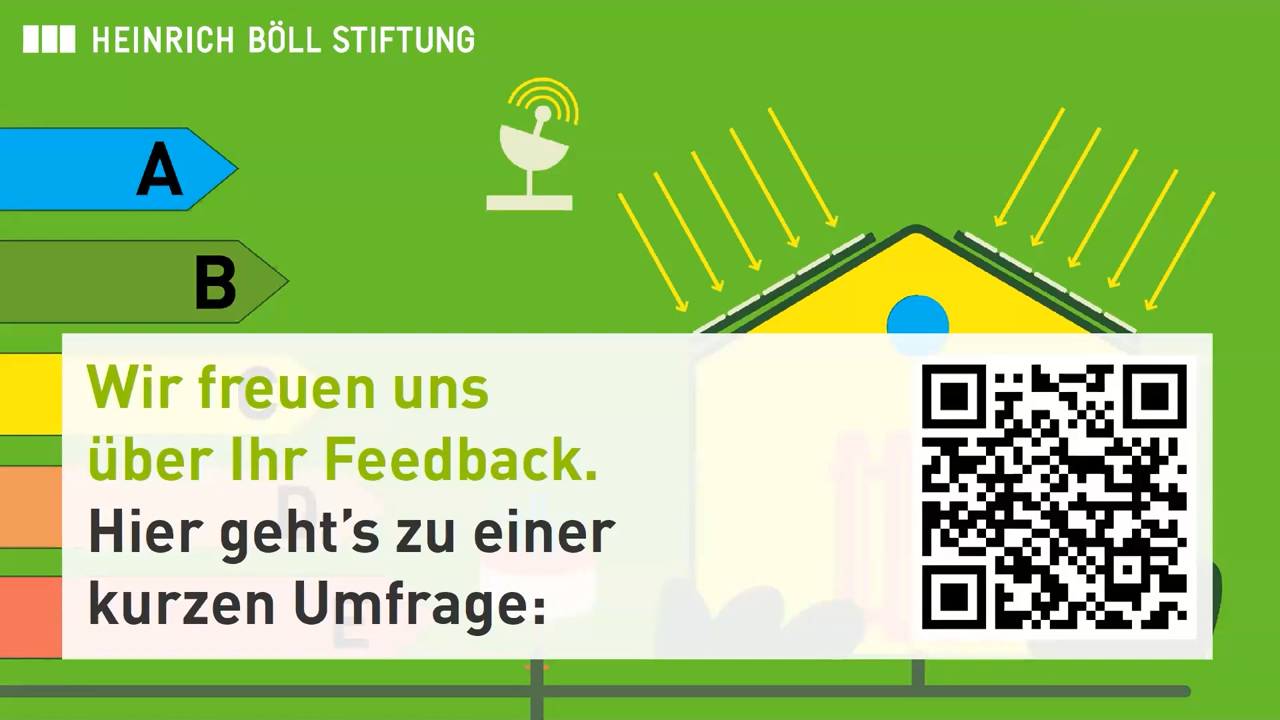 HEINRICH BÖLL STIFTUNG
A
B
C
D
E
Wir freuen uns
über Ihr Feedback.
Hier geht’s zu einer
kurzen Umfrage: